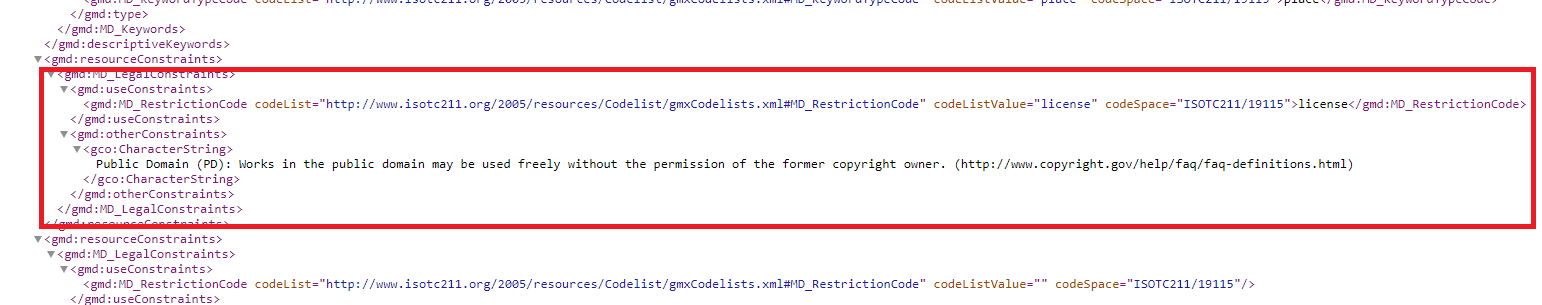 <gmd:MD_KeywordTypeCode codeList="http://www.isotc211.org/2005/resources/Codelist/gmxCodelists.xml#MD_KeywordTypeCode" codeListValue="place" codeSpace="ISOTC211/19115">place</gmd:MD_KeywordTypeCode>
</gmd:type>
</gmd:MD_Keywords>
</gmd:descriptiveKeywords>
▼<gmd:resourceConstraints>
▼<gmd:MD_LegalConstraints>
▼<gmd:useConstraints>
<gmd:MD_RestrictionCode codeList="http://www.isotc211.org/2005/resources/Codelist/gmxCodelists.xml#MD_RestrictionCode" codeListValue="license" codeSpace="ISOTC211/19115">license</gmd:MD_RestrictionCode>
</gmd:useConstraints>
▼<gmd:otherConstraints>
▼<gco:CharacterString>
Public Domain (PD): Works in the public domain may be used freely without the permission of the former copyright owner. (http://www.copyright.gov/help/faq/faq-definitions.html)
</gco:CharacterString>
</gmd:otherConstraints>
</gmd:MD_LegalConstraints>
</gmd:resourceConstraints>
▼<gmd:resourceConstraints>
▼<gmd:MD_LegalConstraints>
▼<gmd:useConstraints>
<gmd:MD_RestrictionCode codeList="http://www.isotc211.org/2005/resources/Codelist/gmxCodelists.xml#MD_RestrictionCode" codeListValue="" codeSpace="ISOTC211/19115"/>
</gmd:useConstraints>